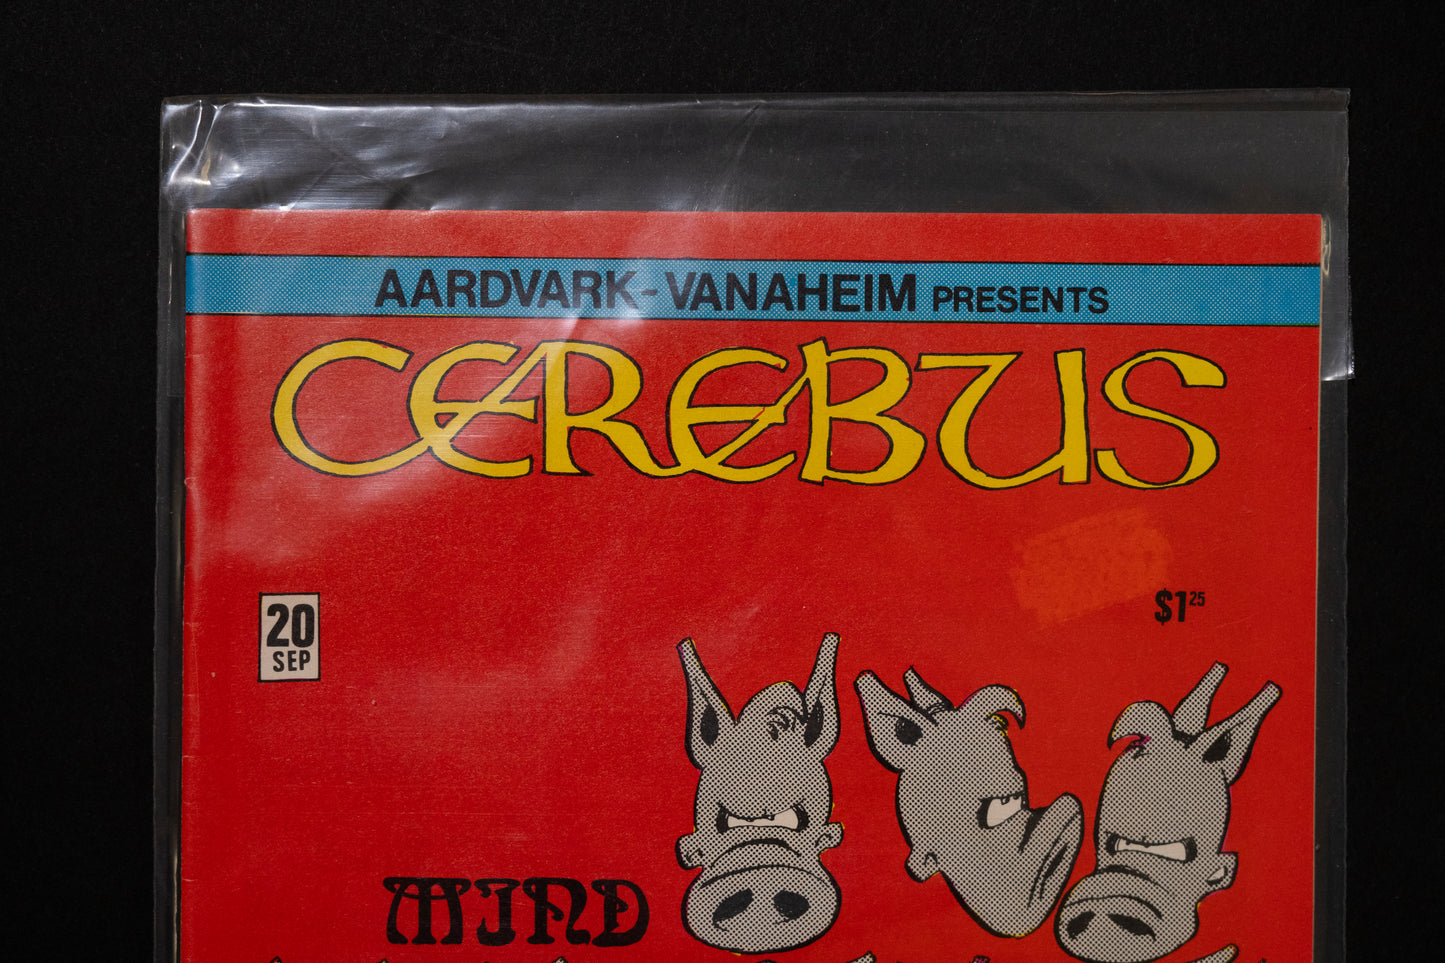 AARDVARK-VANAHEIM PRESENTS
CEREBUS
20
SEP
$1 25
MIND